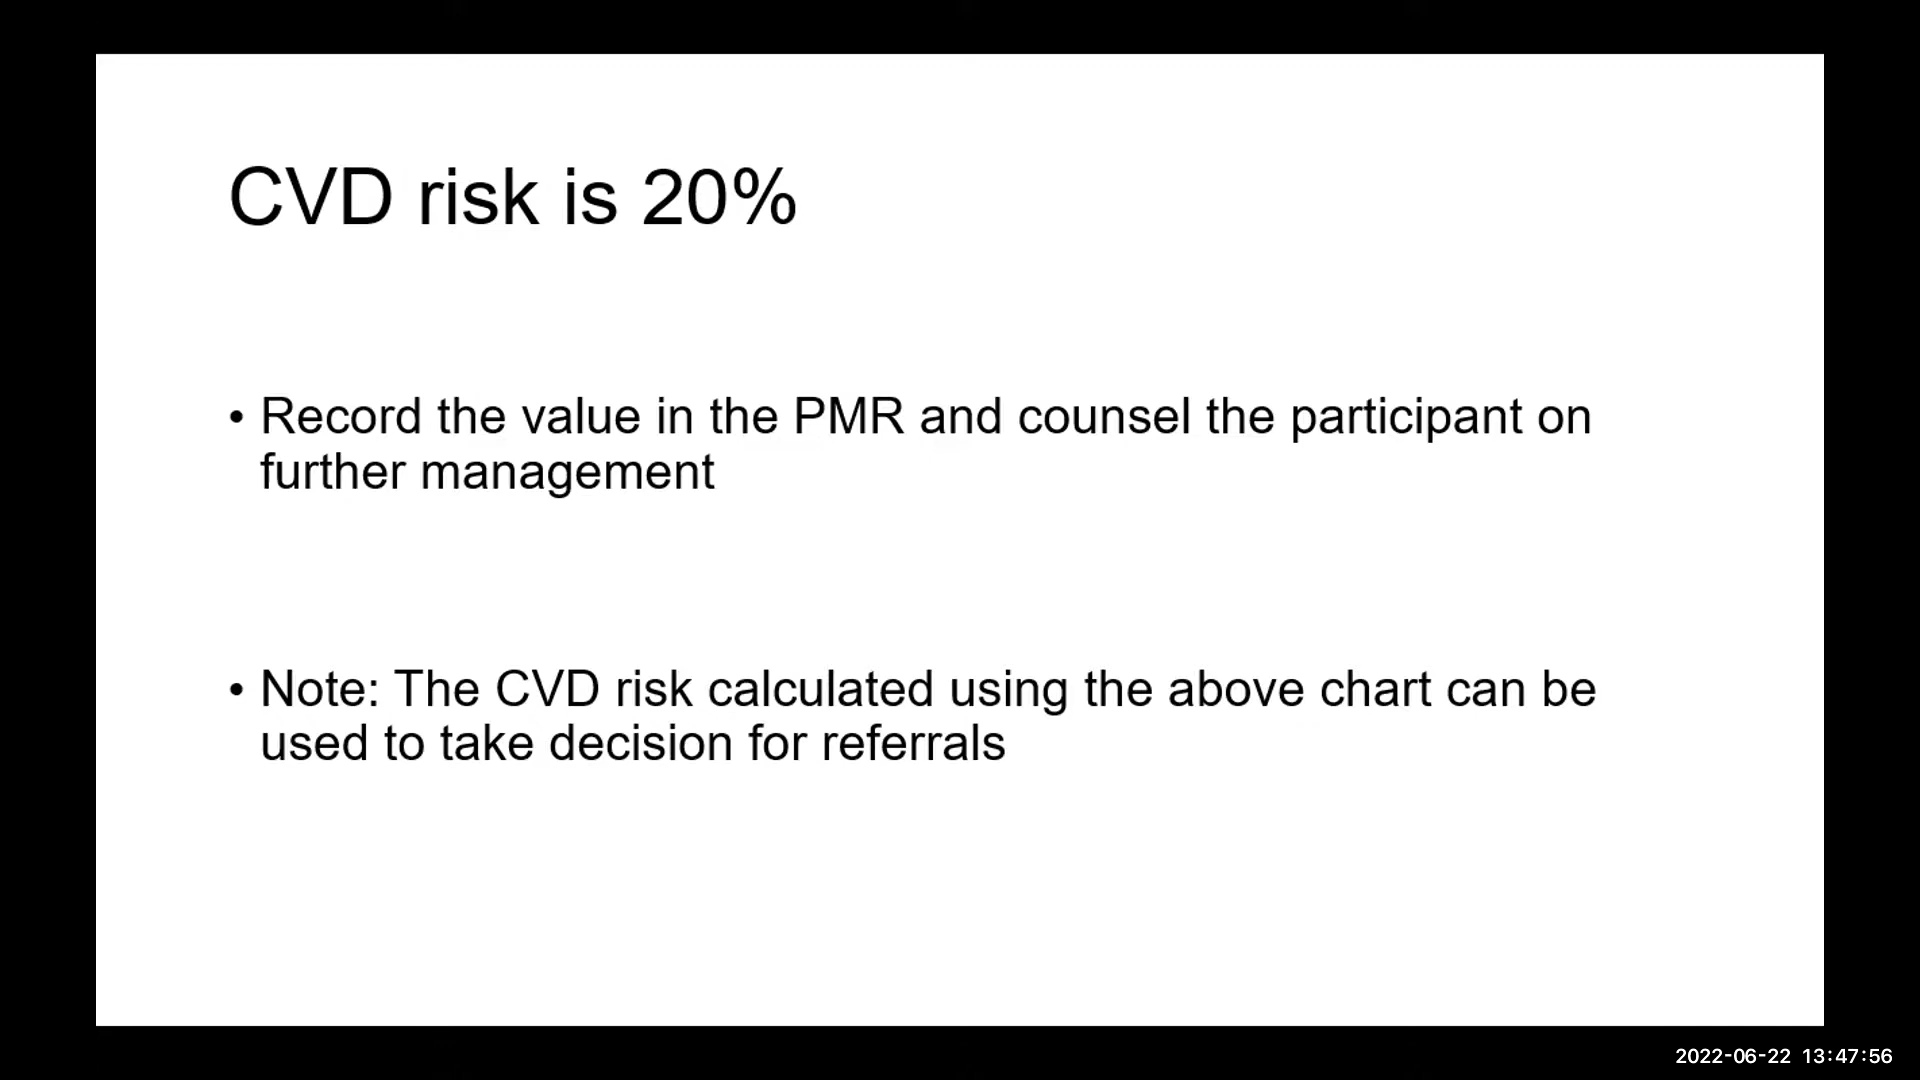 CVD risk is 20%
• Record the value in the PMR and counsel the participant on
further management
• Note: The CVD risk calculated using the above chart can be
used to take decision for referrals
2022-06-22 13:47:56